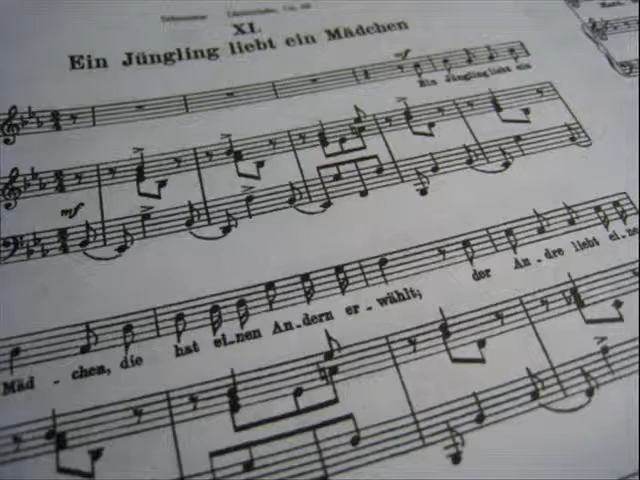 XI.
Ein Jüngling liebt ein Mädchen
mf
Ein Jüngling liebt ein
mf
Mäd - chen, die hat ei-nen An-dern er - wählt; der An-dre liebt ei-ne